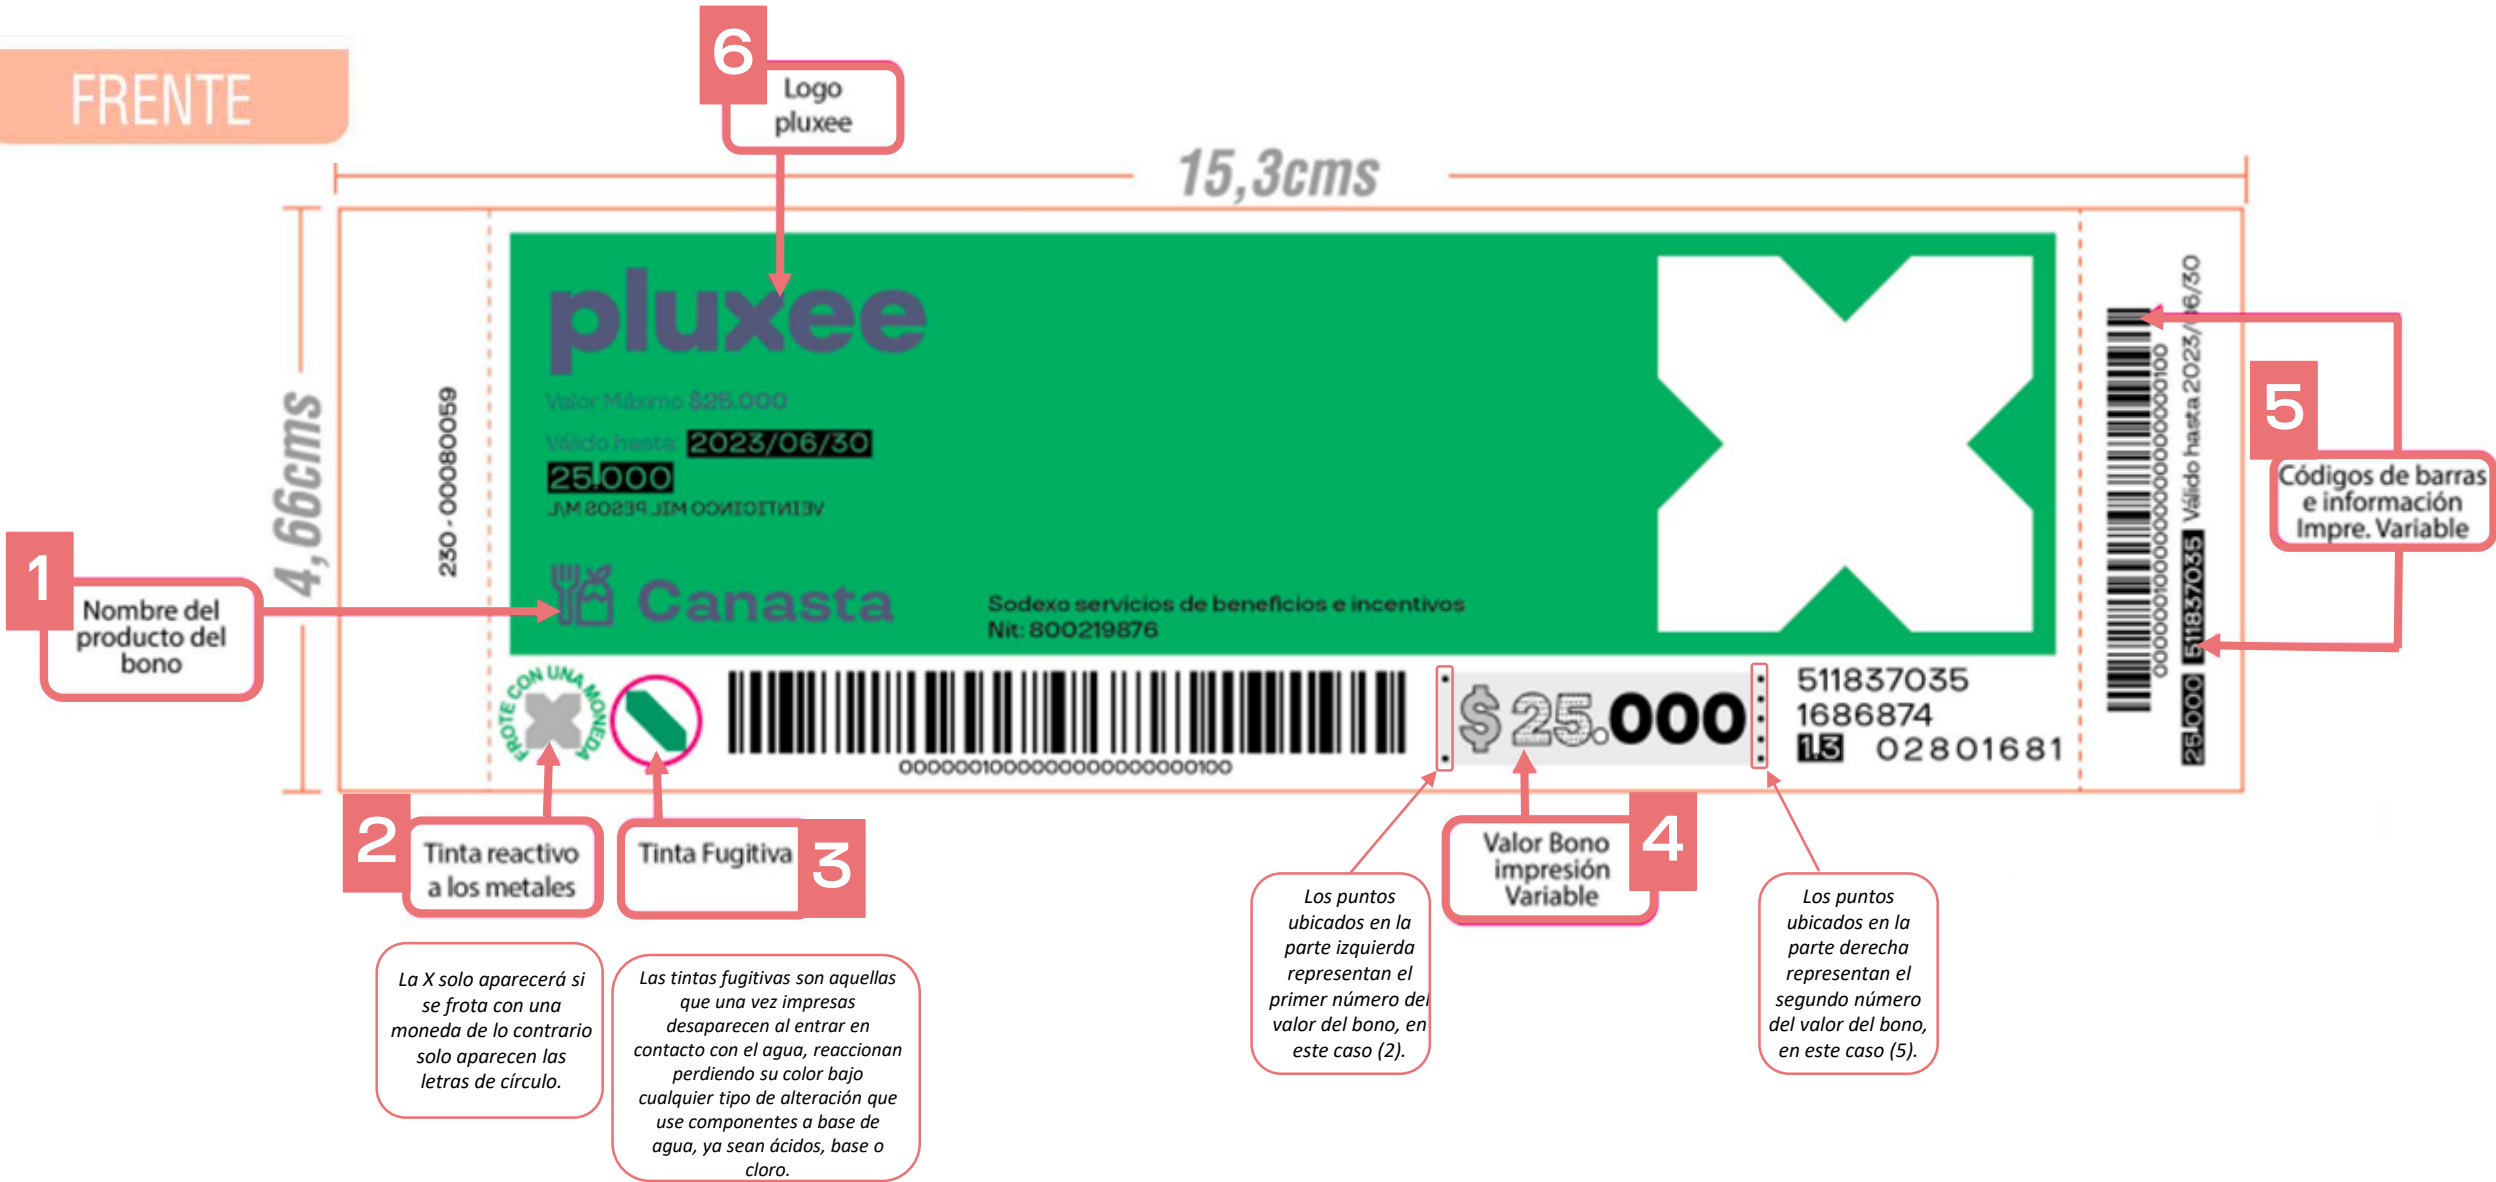 FRENTE
6
Logo
pluxee
15,3cms
4,66cms
230-000080059
pluxee
Valor Máximo $25.000
Válido hasta: 2023/06/30
25.000
VEINTICINCO MIL PESOS M/L
Canasta
Sodexo servicios de beneficios e incentivos
Nit: 800219876
1
Nombre del
producto del
bono
FROTE CON UNA MONEDA
$25.000
511837035
1686874
1.3 02801681
25.000 511837035 Válido hasta 2023/06/30
5
Códigos de barras
e información
Impre. Variable
2
Tinta reactivo
a los metales
Tinta Fugitiva
3
Valor Bono
impresión
Variable
4
La X solo aparecerá si
se frota con una
moneda de lo contrario
solo aparecen las
letras de círculo.
Las tintas fugitivas son aquellas
que una vez impresas
desaparecen al entrar en
contacto con el agua, reaccionan
perdiendo su color bajo
cualquier tipo de alteración que
use componentes a base de
agua, ya sean ácidos, base o
cloro.
Los puntos
ubicados en la
parte izquierda
representan el
primer número del
valor del bono, en
este caso (2).
Los puntos
ubicados en la
parte derecha
representan el
segundo número
del valor del bono,
en este caso (5).